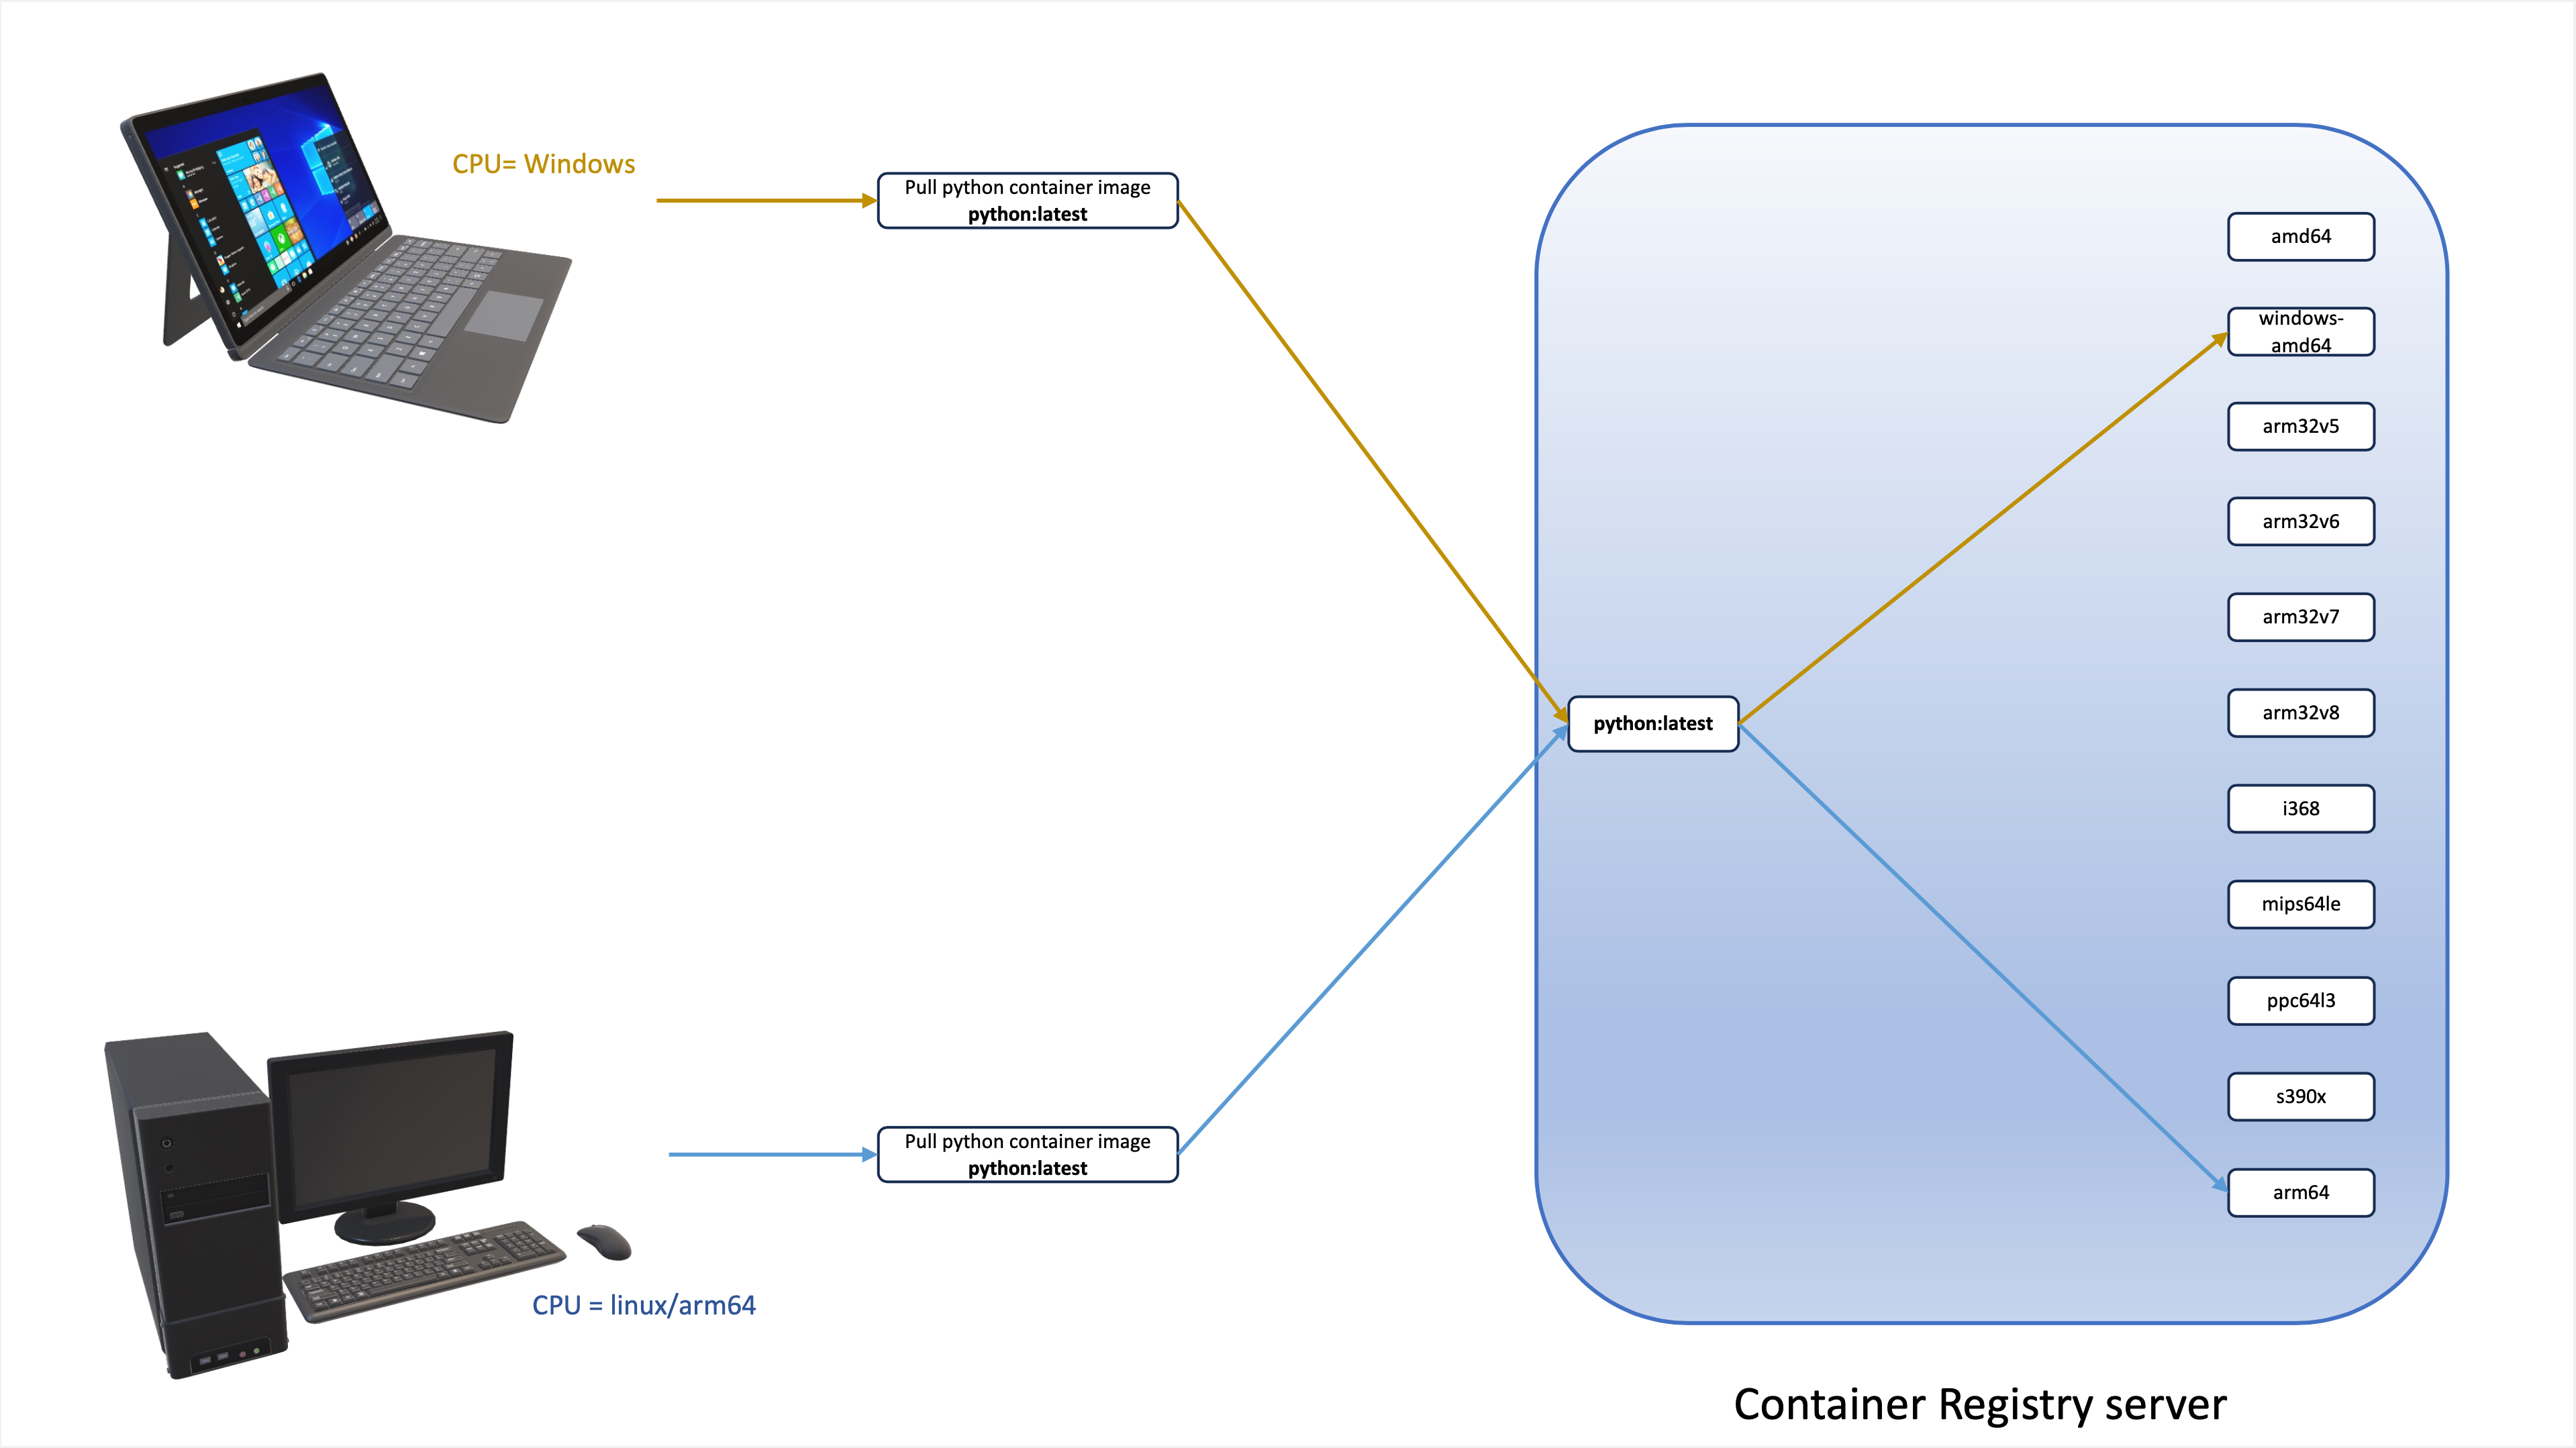 CPU= Windows
Pull python container image
python:latest
amd64
windows-
amd64
arm32v5
arm32v6
arm32v7
python:latest
arm32v8
i368
mips64le
ppc64l3
s390x
Pull python container image
python:latest
arm64
CPU = linux/arm64
Container Registry server